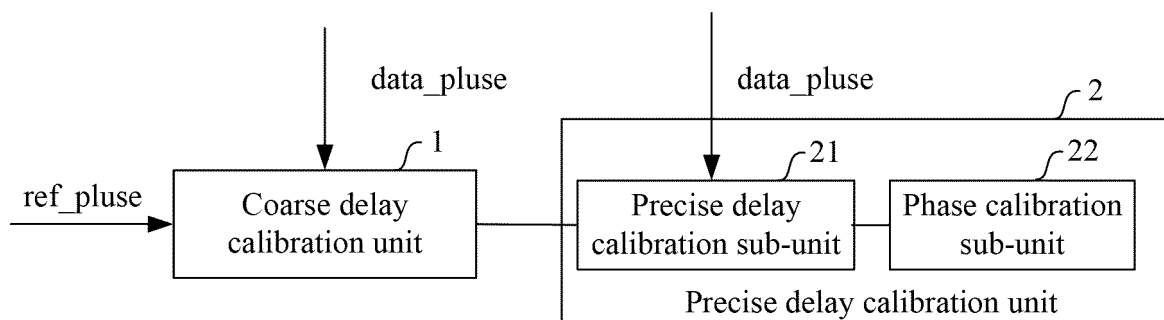 data_pluse
data_pluse
2
1
21
22
ref_pluse
Coarse delay
calibration unit
Precise delay
calibration sub-unit
Phase calibration
sub-unit
Precise delay calibration unit